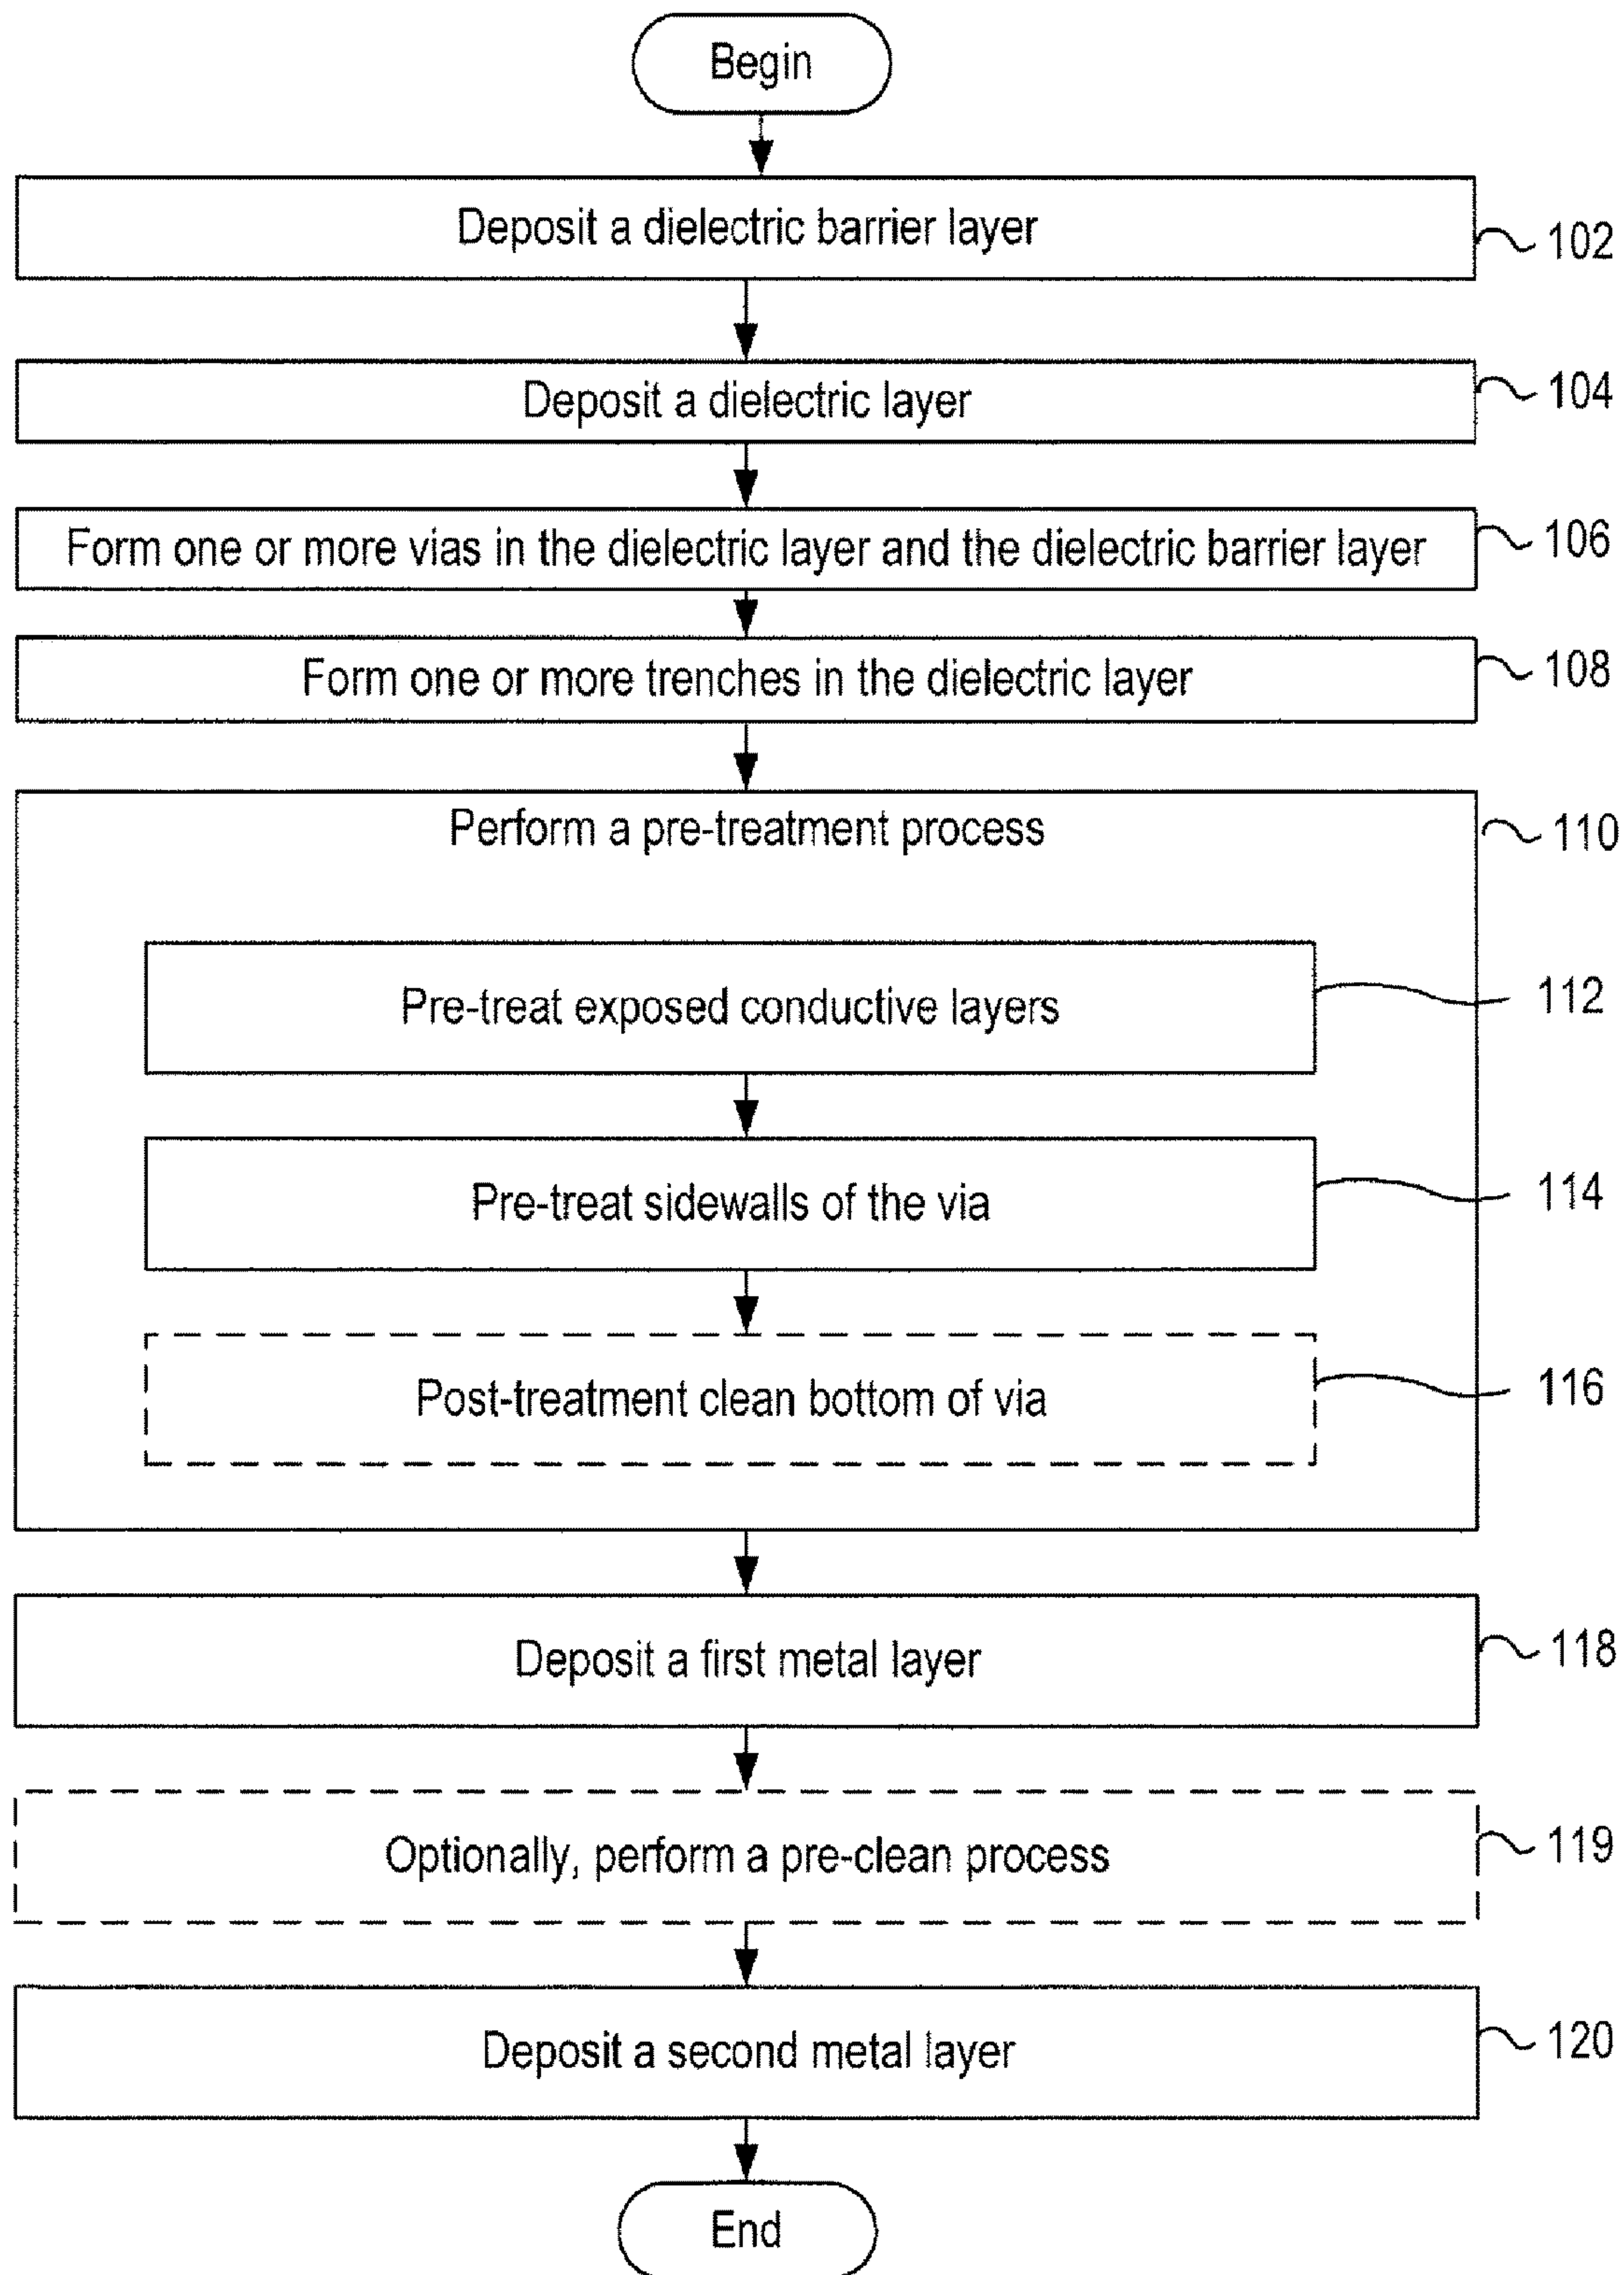 Begin
Deposit a dielectric barrier layer
102
Deposit a dielectric layer
104
Form one or more vias in the dielectric layer and the dielectric barrier layer
106
Form one or more trenches in the dielectric layer
108
Perform a pre-treatment process
110
Pre-treat exposed conductive layers
112
Pre-treat sidewalls of the via
114
Post-treatment clean bottom of via
116
Deposit a first metal layer
118
Optionally, perform a pre-clean process
119
Deposit a second metal layer
120
End